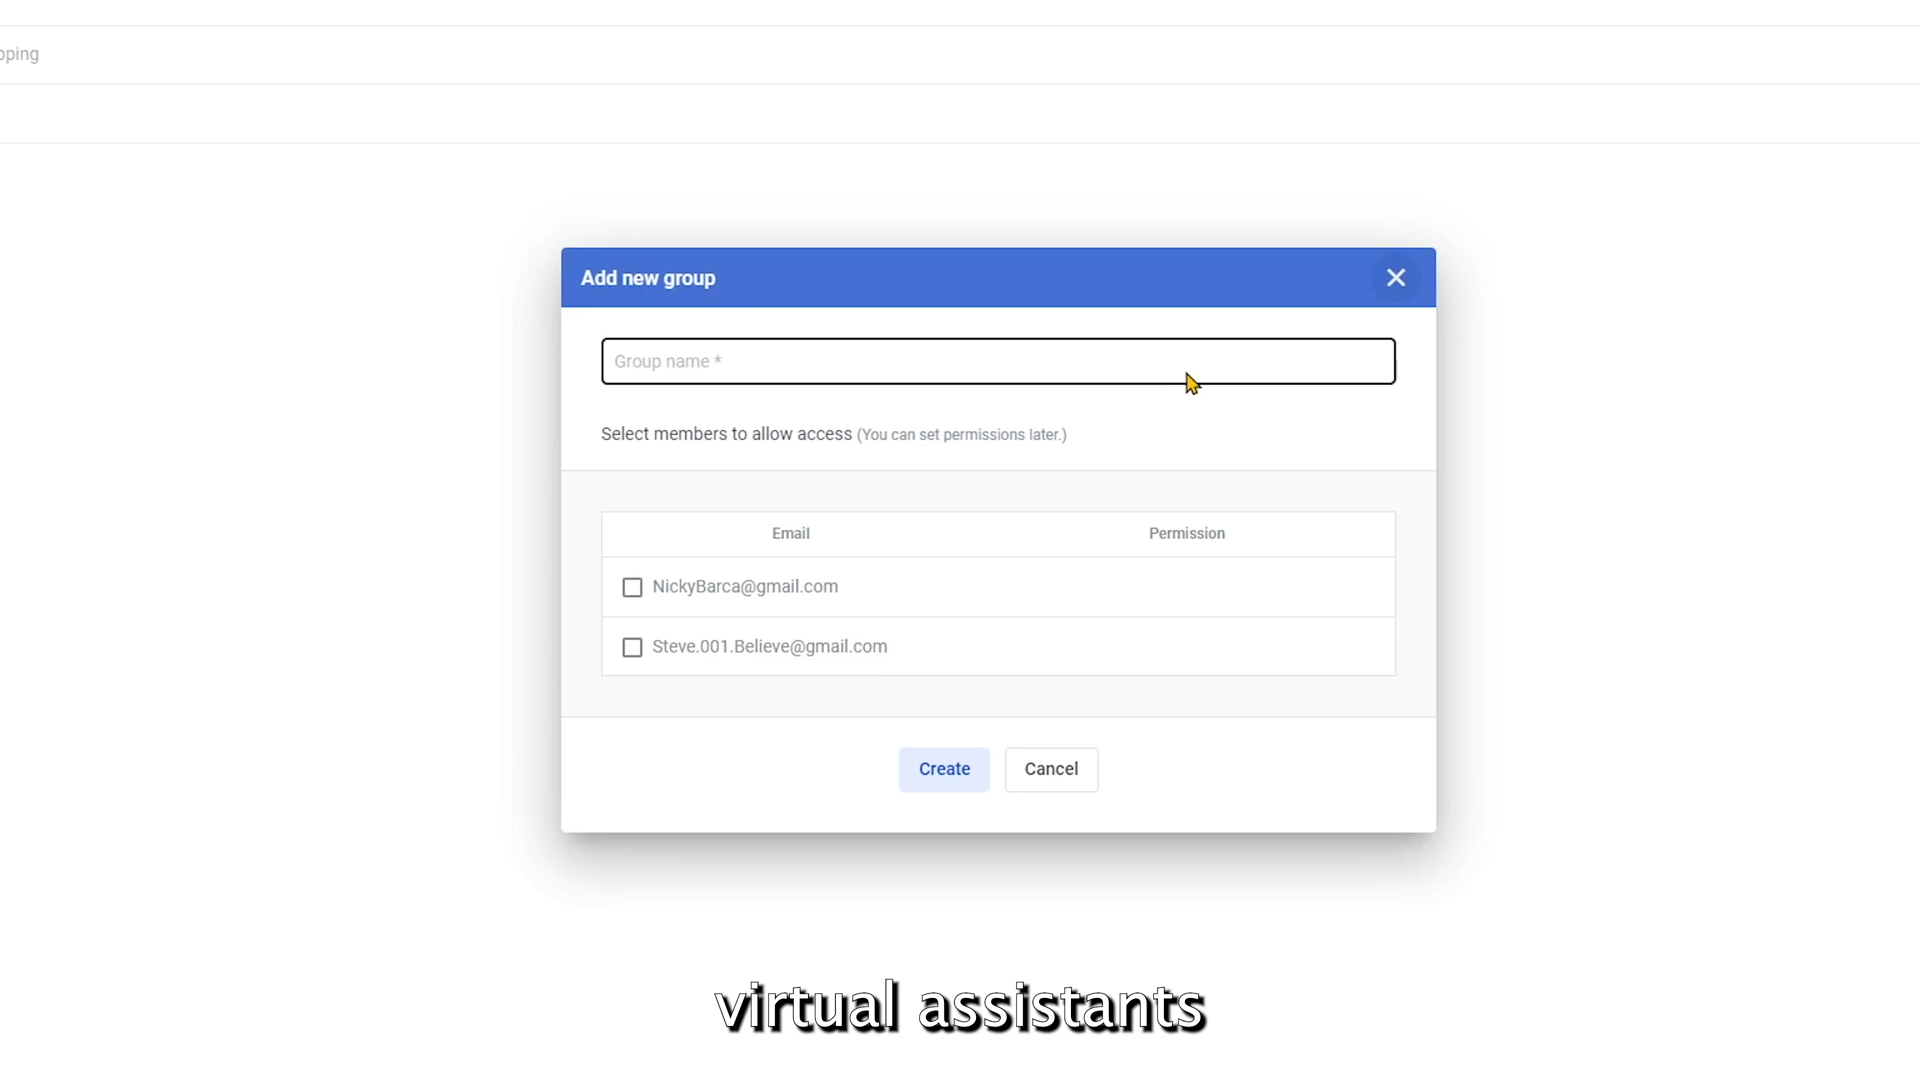 Add new group
Group name *
Select members to allow access (You can set permissions later.)
Email Permission
NickyBarca@gmail.com
Steve.001.Believe@gmail.com
Create Cancel
virtual assistants